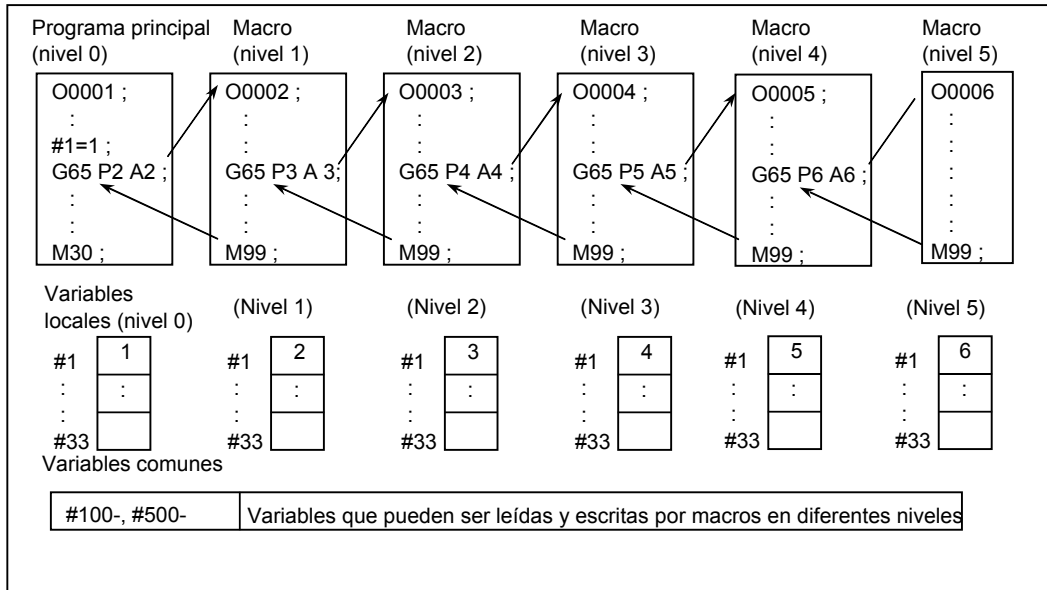 Programa principal
(nivel 0)
O0001 ;
:
#1=1 ;
G65 P2 A2 ;
:
:
M30 ;
Macro
(nivel 1)
O0002 ;
:
:
G65 P3 A 3;
:
:
M99 ;
Macro
(nivel 2)
O0003 ;
:
:
G65 P4 A4 ;
:
:
M99 ;
Macro
(nivel 3)
O0004 ;
:
:
G65 P5 A5 ;
:
:
M99 ;
Macro
(nivel 4)
O0005 ;
:
:
G65 P6 A6 ;
:
:
M99 ;
Macro
(nivel 5)
O0006
:
:
:
:
:
M99 ;
Variables
locales (nivel 0)
#1 1
: :
:
#33
(Nivel 1)
#1 2
: :
:
#33
(Nivel 2)
#1 3
: :
:
#33
(Nivel 3)
#1 4
: :
:
#33
(Nivel 4)
#1 5
: :
:
#33
(Nivel 5)
#1 6
: :
:
#33
Variables comunes
#100-, #500- Variables que pueden ser leídas y escritas por macros en diferentes niveles